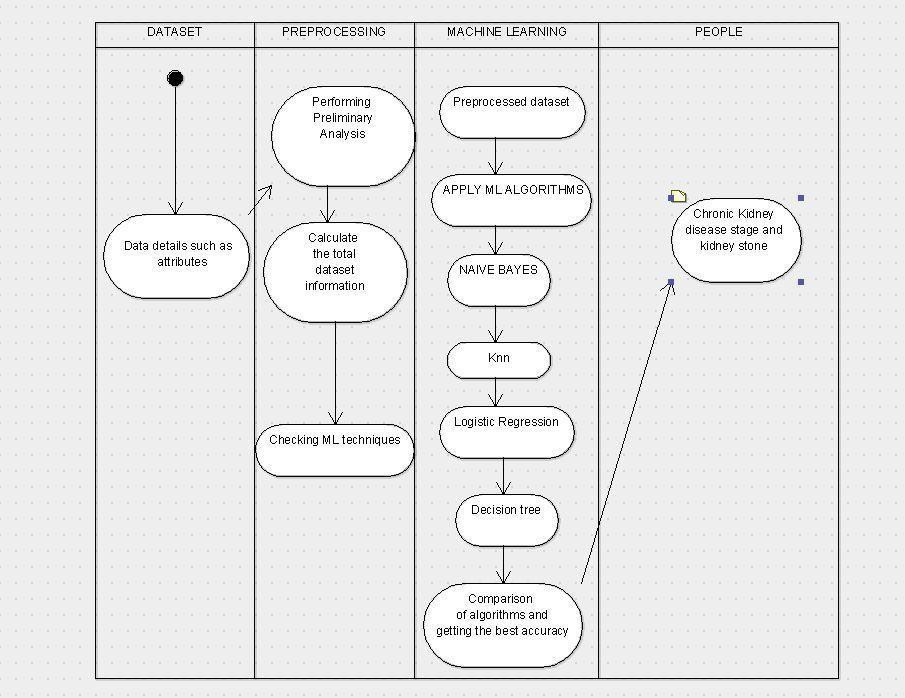 DATASET
PREPROCESSING
MACHINE LEARNING
PEOPLE
Data details such as
attributes
Performing
Preliminary
Analysis
Calculate
the total
dataset
information
Checking ML techniques
Preprocessed dataset
APPLY ML ALGORITHMS
NAIVE BAYES
Knn
Logistic Regression
Decision tree
Comparison
of algorithms and
getting the best accuracy
Chronic Kidney
disease stage and
kidney stone